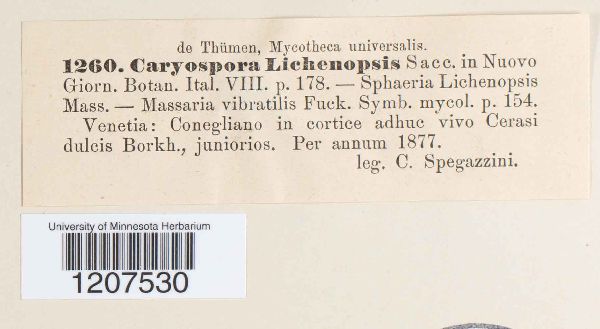 de Thümen, Mycotheca universalis.
1260. Caryospora Lichenopsis Sacc. in Nuovo
Giorn. Botan. Ital. VIII. p. 178. — Sphaeria Lichenopsis
Mass. — Massaria vibratilis Fuck. Symb. mycol. p. 154.
Venetia: Conegliano in cortice adhuc vivo Cerasi
dulcis Borkh., juniorios. Per annum 1877.
leg. C. Spegazzini.
University of Minnesota Herbarium
1207530